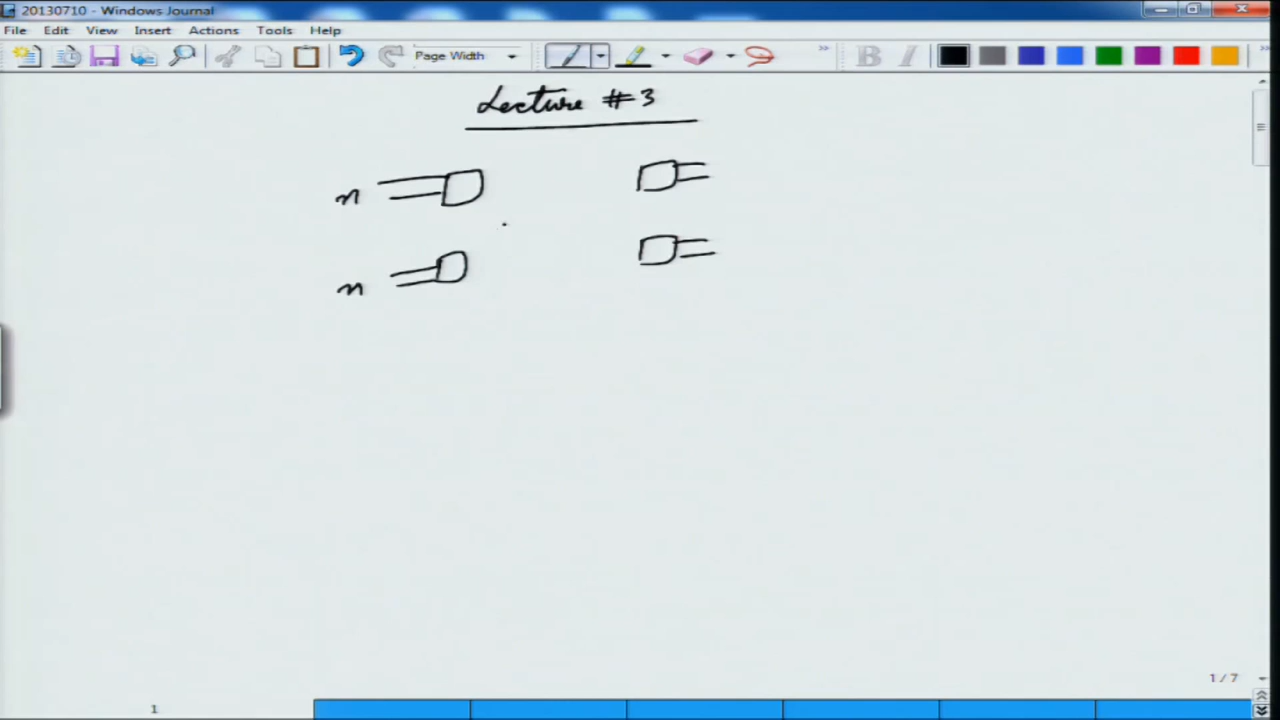 20130710 - Windows Journal
File Edit View Insert Actions Tools Help
Page Width
B I
Lecture #3
n
n
1 / 7
1